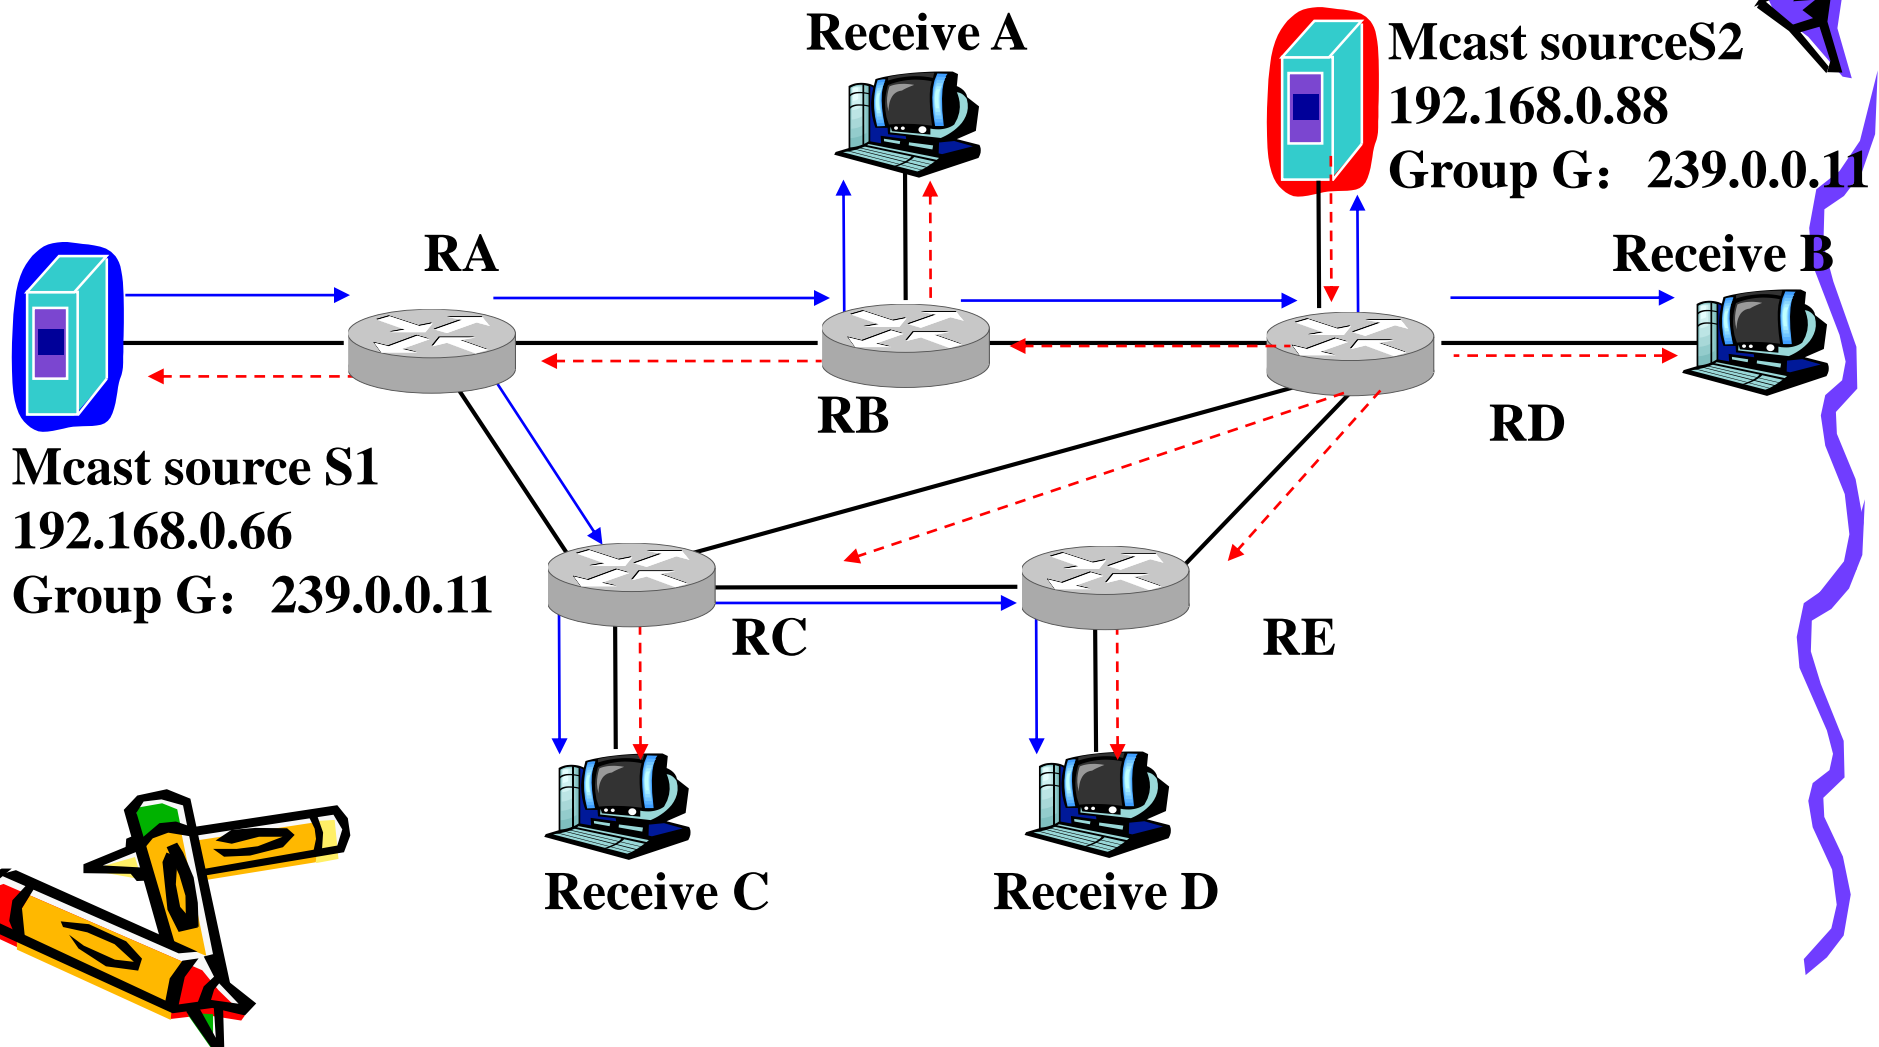 Receive A
Mcast sourceS2
192.168.0.88
Group G：239.0.0.11
RA
Receive B
RB
RD
Mcast source S1
192.168.0.66
Group G：239.0.0.11
RC
RE
Receive C
Receive D